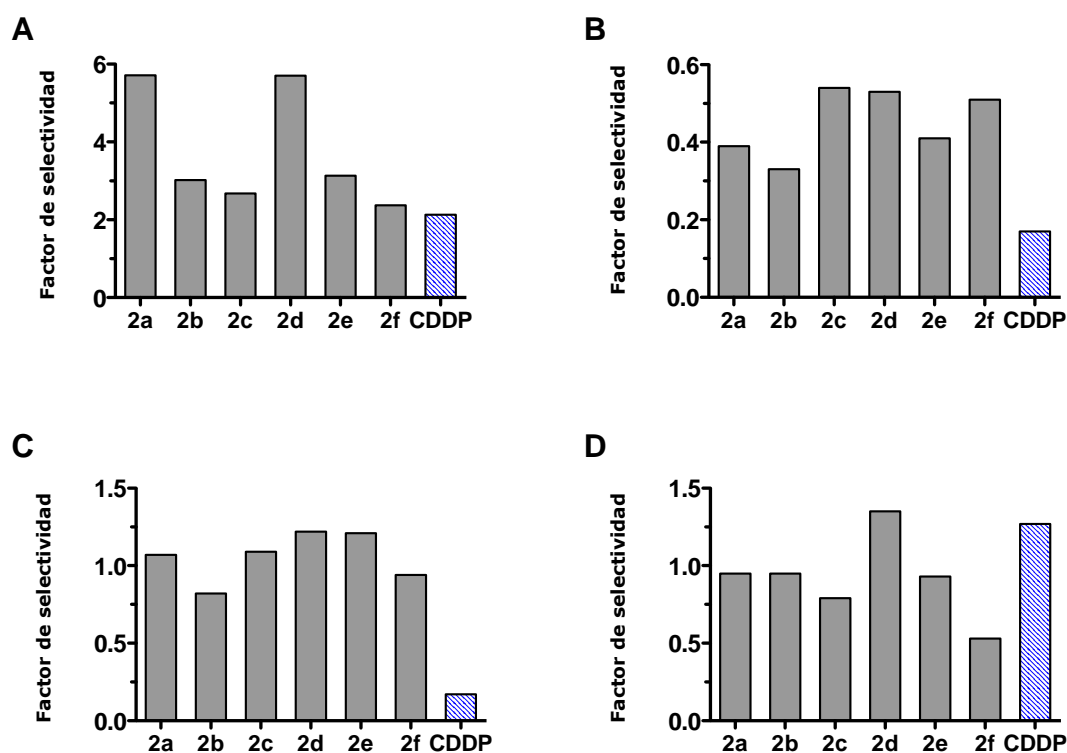 A
Factor de selectividad
6
4
2
0
2a 2b 2c 2d 2e 2f CDDP
B
Factor de selectividad
0.6
0.4
0.2
0.0
2a 2b 2c 2d 2e 2f CDDP
C
Factor de selectividad
1.5
1.0
0.5
0.0
2a 2b 2c 2d 2e 2f CDDP
D
Factor de selectividad
1.5
1.0
0.5
0.0
2a 2b 2c 2d 2e 2f CDDP